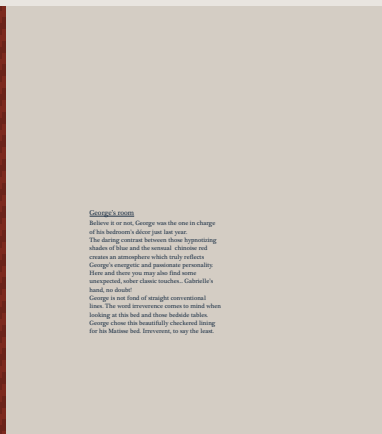 George's room
Believe it or not, George was the one in charge
of his bedroom's décor just last year.
The daring contrast between those hypnotizing
shades of blue and the sensual chinoise red
creates an atmosphere which truly reflects
George's energetic and passionate personality.
Here and there you may also find some
unexpected, sober classic touches... Gabrielle's
hand, no doubt!
George is not fond of straight conventional
lines. The word irreverence comes to mind when
looking at this bed and those bedside tables.
George chose this beautifully checkered lining
for his Matisse bed. Irreverent, to say the least.